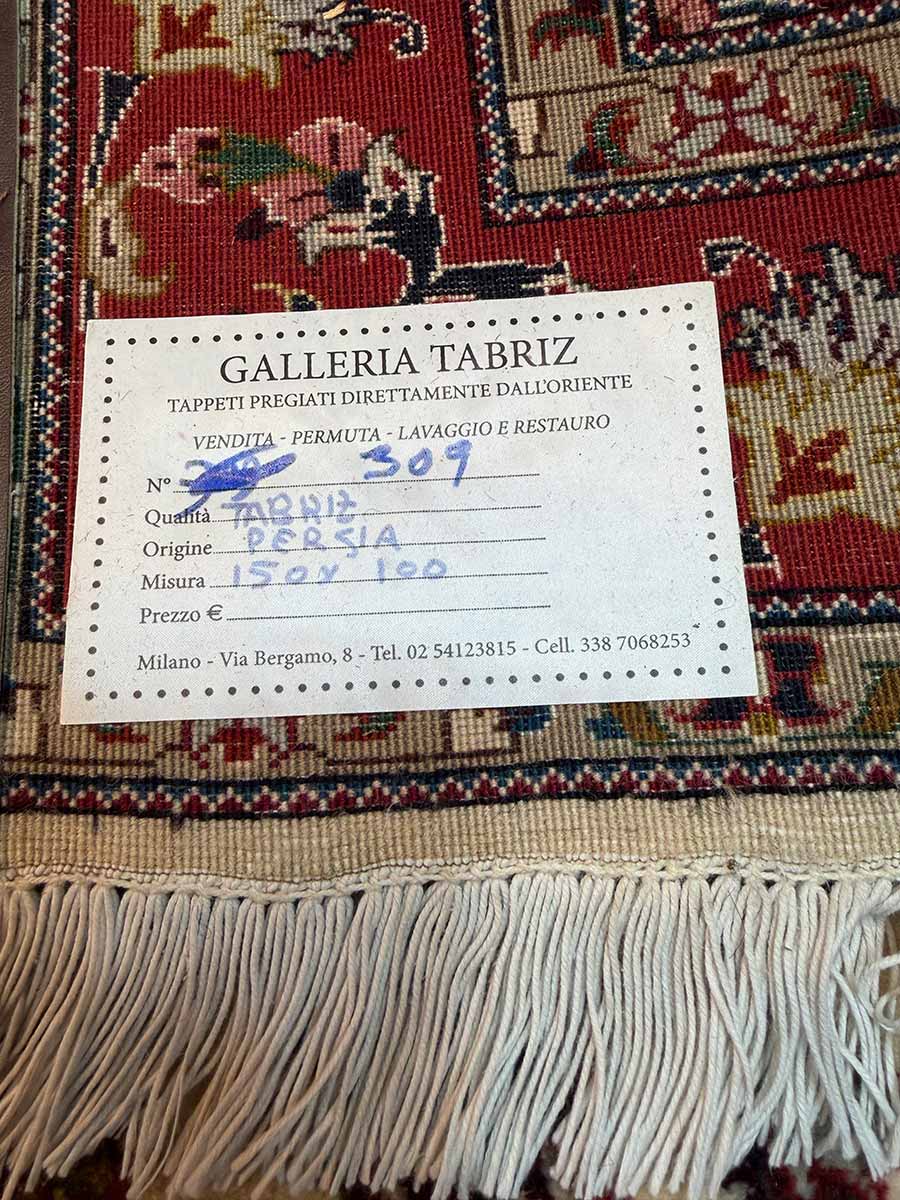 GALLERIA TABRIZ
TAPPETI PREGIATI DIRETTAMENTE DALL'ORIENTE
VENDITA - PERMUTA - LAVAGGIO E RESTAURO
N° 309
Qualità TABRIZ
Origine PERSIA
Misura 150 x 100
Prezzo €
Milano - Via Bergamo, 8 - Tel. 02 54123815 - Cell. 338 7068253